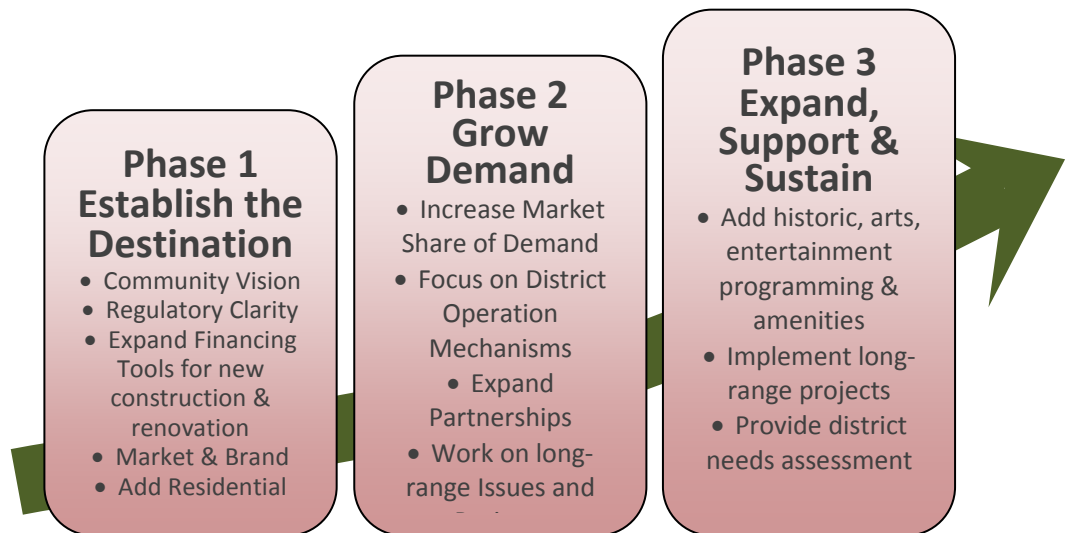 Phase 1
Establish the
Destination
• Community Vision
• Regulatory Clarity
• Expand Financing
Tools for new
construction &
renovation
• Market & Brand
• Add Residential
Phase 2
Grow
Demand
• Increase Market
Share of Demand
• Focus on District
Operation
Mechanisms
• Expand
Partnerships
• Work on long-
range Issues and
Phase 3
Expand,
Support &
Sustain
• Add historic, arts,
entertainment
programming &
amenities
• Implement long-
range projects
• Provide district
needs assessment